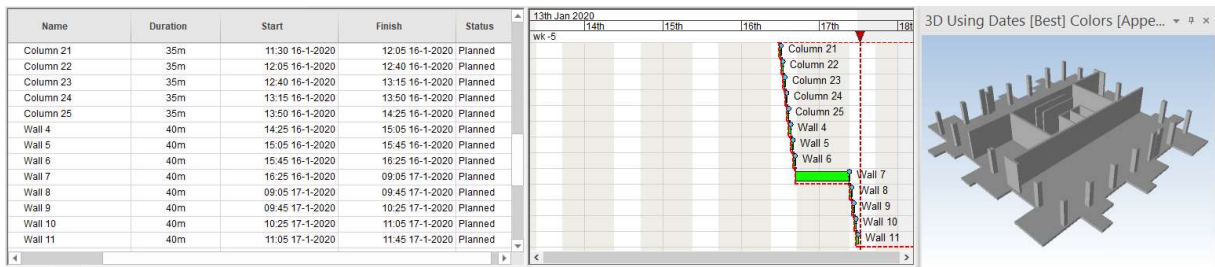 Name Duration Start Finish Status
Column 21 35m 11:30 16-1-2020 12:05 16-1-2020 Planned
Column 22 35m 12:05 16-1-2020 12:40 16-1-2020 Planned
Column 23 35m 12:40 16-1-2020 13:15 16-1-2020 Planned
Column 24 35m 13:15 16-1-2020 13:50 16-1-2020 Planned
Column 25 35m 13:50 16-1-2020 14:25 16-1-2020 Planned
Wall 4 40m 14:25 16-1-2020 15:05 16-1-2020 Planned
Wall 5 40m 15:05 16-1-2020 15:45 16-1-2020 Planned
Wall 6 40m 15:45 16-1-2020 16:25 16-1-2020 Planned
Wall 7 40m 16:25 16-1-2020 09:05 17-1-2020 Planned
Wall 8 40m 09:05 17-1-2020 09:45 17-1-2020 Planned
Wall 9 40m 09:45 17-1-2020 10:25 17-1-2020 Planned
Wall 10 40m 10:25 17-1-2020 11:05 17-1-2020 Planned
Wall 11 40m 11:05 17-1-2020 11:45 17-1-2020 Planned
13th Jan 2020
14th 15th 16th 17th 18t
wk -5
Column 21
Column 22
Column 23
Column 24
Column 25
Wall 4
Wall 5
Wall 6
Wall 7
Wall 8
Wall 9
Wall 10
Wall 11
3D Using Dates [Best] Colors [Appe...